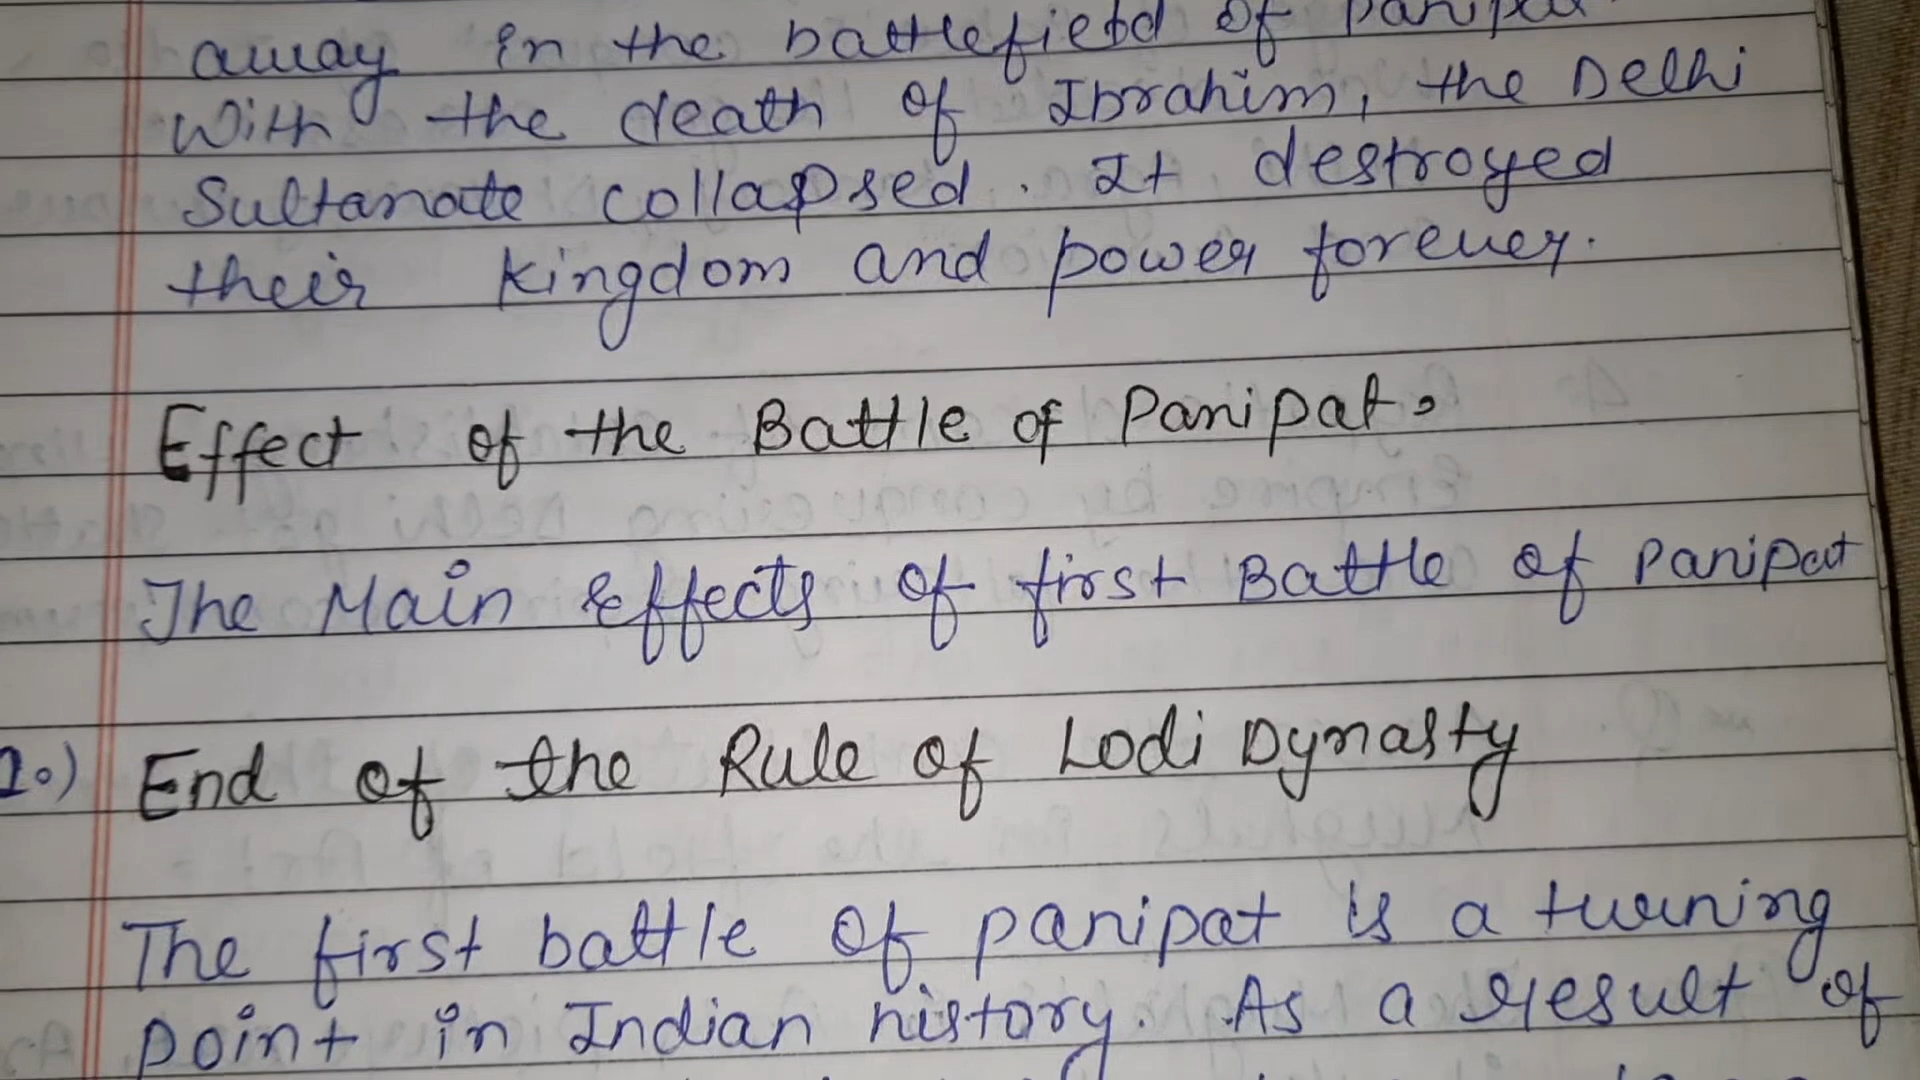 away in the battlefield of Panipat
With the death of Ibrahim, the Delhi
Sultanate collapsed. It destroyed
their kingdom and power forever.
Effect of the Battle of Panipat.
The Main Effects of first Battle of Panipat
1.) End of the Rule of Lodi Dynasty
The first battle of panipat is a turning
point in Indian history. As a result of